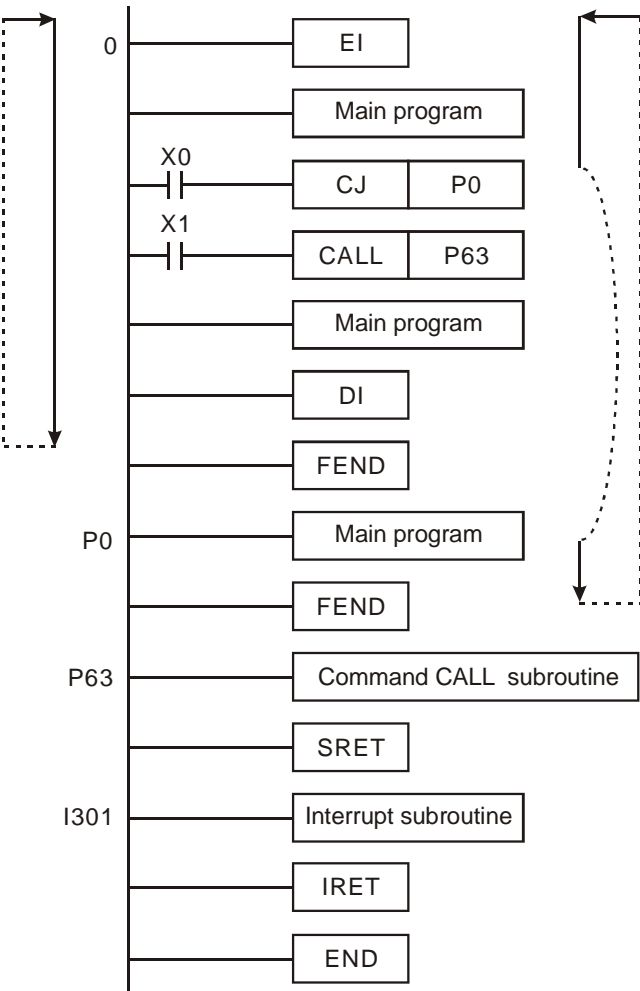 0 EI
Main program
X0
CJ P0
X1
CALL P63
Main program
DI
FEND
P0 Main program
FEND
P63 Command CALL subroutine
SRET
I301 Interrupt subroutine
IRET
END